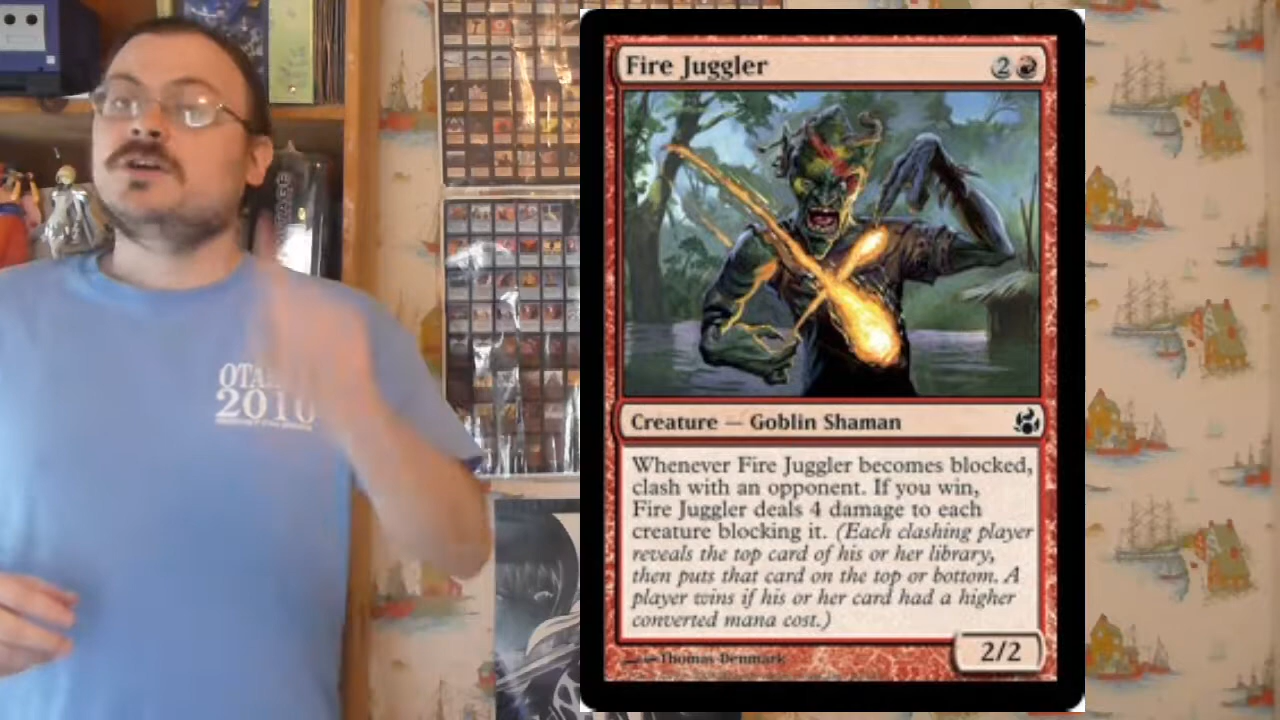 Fire Juggler 2
Creature — Goblin Shaman
Whenever Fire Juggler becomes blocked,
clash with an opponent. If you win,
Fire Juggler deals 4 damage to each
creature blocking it. (Each clashing player
reveals the top card of his or her library,
then puts that card on the top or bottom. A
player wins if his or her card had a higher
converted mana cost.)
Thomas Denmark
2/2
2010